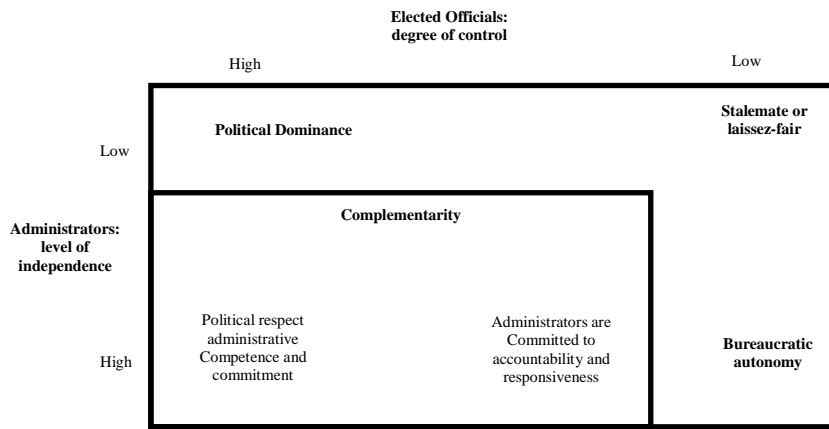 Elected Officials:
degree of control
High
Low
Political Dominance
Stalemate or
laissez-fair
Low
Complementarity
Administrators:
level of
independence
Political respect
administrative
Competence and
commitment
Administrators are
Committed to
accountability and
responsiveness
High
Bureaucratic
autonomy